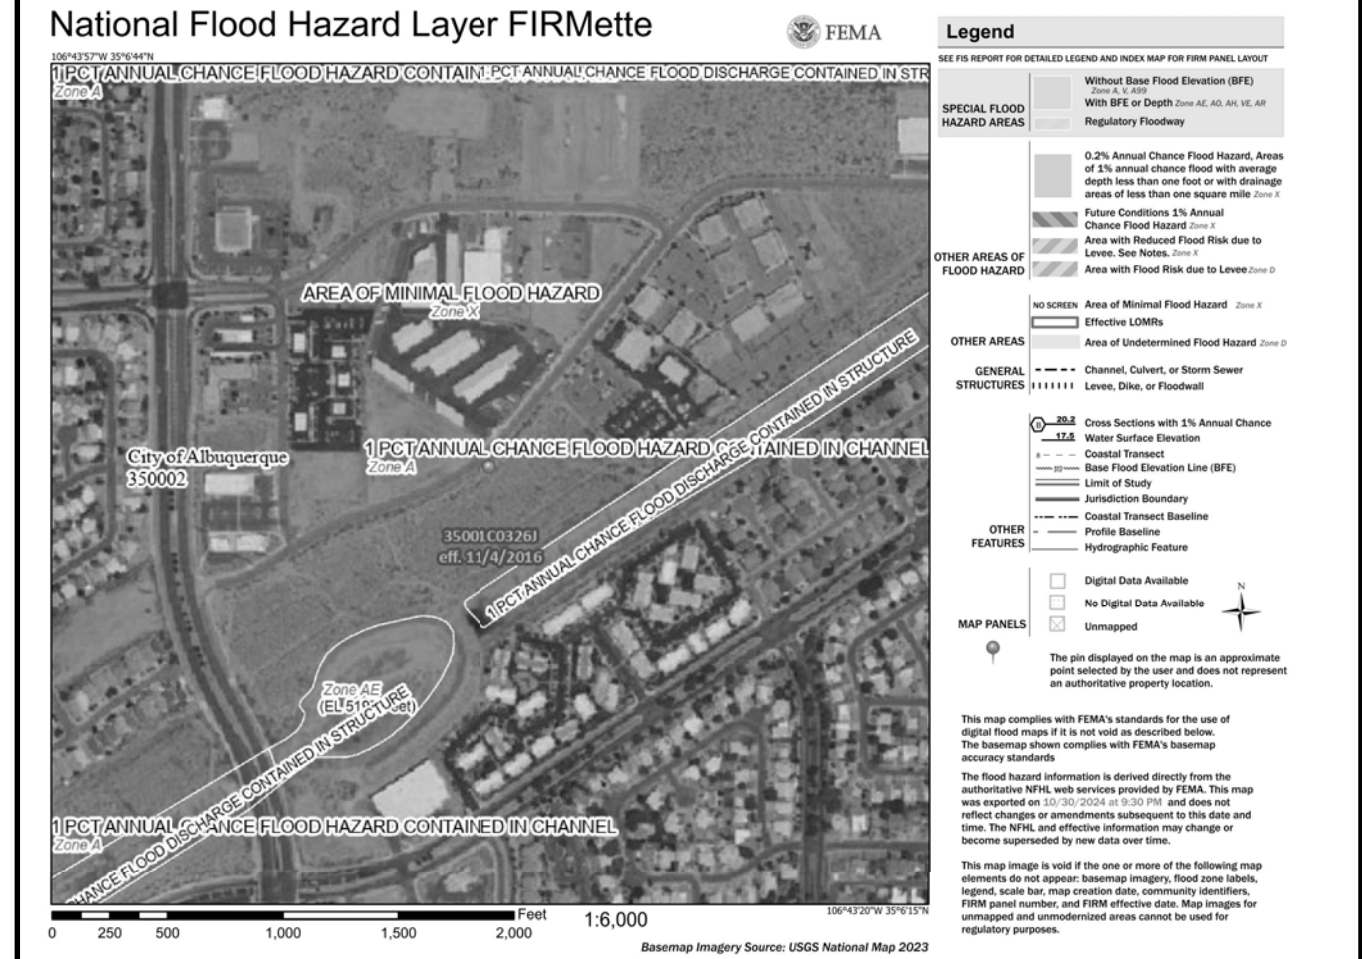 National Flood Hazard Layer FIRMette
FEMA
106°43'57"W 35°6'44"N
1 PCT ANNUAL CHANCE FLOOD HAZARD CONTAIN
1 PCT ANNUAL CHANCE FLOOD DISCHARGE CONTAINED IN STR
Zone A
AREA OF MINIMAL FLOOD HAZARD
Zone X
1 PCT ANNUAL CHANCE FLOOD DISCHARGE CONTAINED IN STRUCTURE
1 PCT ANNUAL CHANCE FLOOD HAZARD CONTAINED IN CHANNEL
Zone A
City of Albuquerque
350002
35001C0326J
eff. 11/4/2016
Zone AE
CHANCE FLOOD DISCHARGE CONTAINED IN STRUCTURE
1 PCT ANNUAL CHANCE FLOOD HAZARD CONTAINED IN CHANNEL
Zone A
Feet
0 250 500 1,000 1,500 2,000
1:6,000
106°43'20"W 35°6'15"N
Basemap Imagery Source: USGS National Map 2023
Legend
SEE FIS REPORT FOR DETAILED LEGEND AND INDEX MAP FOR FIRM PANEL LAYOUT
SPECIAL FLOOD
HAZARD AREAS
Without Base Flood Elevation (BFE)
Zone A, V, A99
With BFE or Depth Zone AE, AO, AH, VE, AR
Regulatory Floodway
OTHER AREAS OF
FLOOD HAZARD
0.2% Annual Chance Flood Hazard, Areas
of 1% annual chance flood with average
depth less than one foot or with drainage
areas of less than one square mile Zone X
Future Conditions 1% Annual
Chance Flood Hazard Zone X
Area with Reduced Flood Risk due to
Levee. See Notes. Zone X
Area with Flood Risk due to Levee Zone D
OTHER AREAS
NO SCREEN Area of Minimal Flood Hazard Zone X
Effective LOMRs
Area of Undetermined Flood Hazard Zone D
GENERAL
STRUCTURES
Channel, Culvert, or Storm Sewer
Levee, Dike, or Floodwall
OTHER
FEATURES
B 20.2 Cross Sections with 1% Annual Chance
17.5 Water Surface Elevation
8 Coastal Transect
513 Base Flood Elevation Line (BFE)
Limit of Study
Jurisdiction Boundary
Coastal Transect Baseline
Profile Baseline
Hydrographic Feature
MAP PANELS
Digital Data Available
No Digital Data Available
Unmapped
N
The pin displayed on the map is an approximate
point selected by the user and does not represent
an authoritative property location.
This map complies with FEMA's standards for the use of
digital flood maps if it is not void as described below.
The basemap shown complies with FEMA's basemap
accuracy standards
The flood hazard information is derived directly from the
authoritative NFHL web services provided by FEMA. This map
was exported on 10/30/2024 at 9:30 PM and does not
reflect changes or amendments subsequent to this date and
time. The NFHL and effective information may change or
become superseded by new data over time.
This map image is void if the one or more of the following map
elements do not appear: basemap imagery, flood zone labels,
legend, scale bar, map creation date, community identifiers,
FIRM panel number, and FIRM effective date. Map images for
unmapped and unmodernized areas cannot be used for
regulatory purposes.